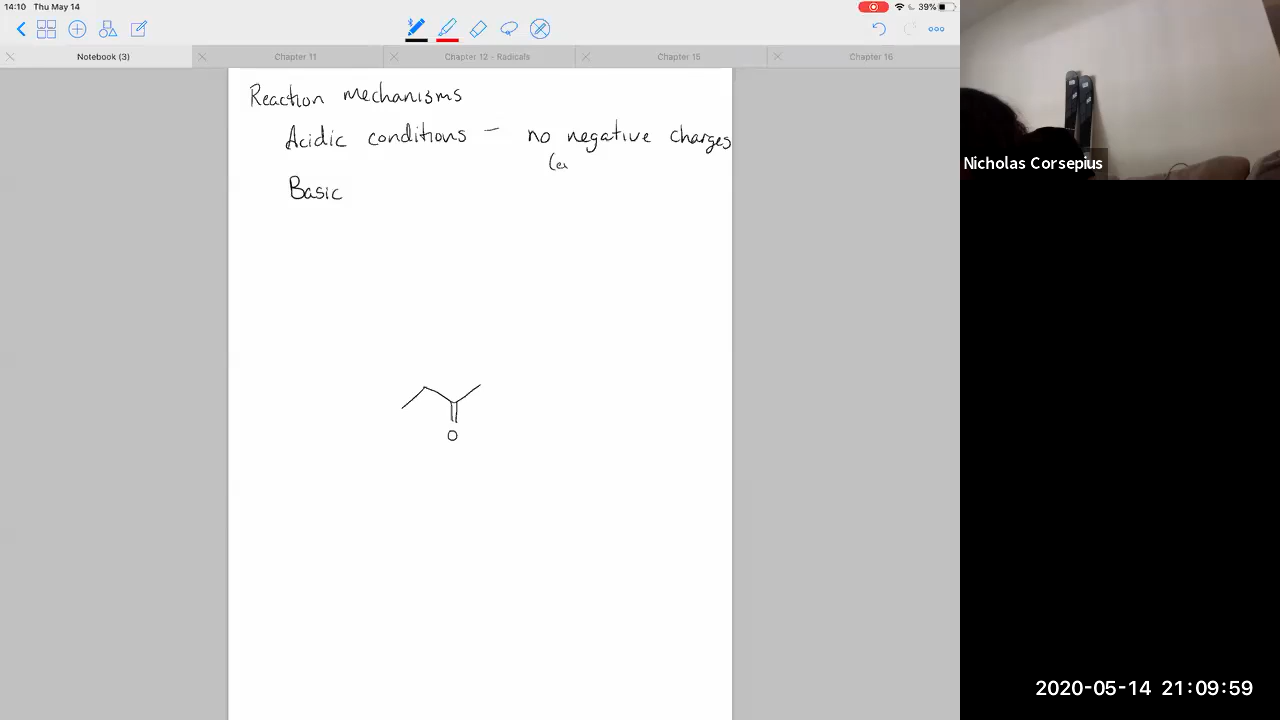 14:10 Thu May 14
39%
Notebook (3)
Chapter 11
Chapter 12 - Radicals
Chapter 15
Chapter 16
Reaction mechanisms
Acidic conditions - no negative charges
(ex
Basic
O
Nicholas Corsepius
2020-05-14 21:09:59